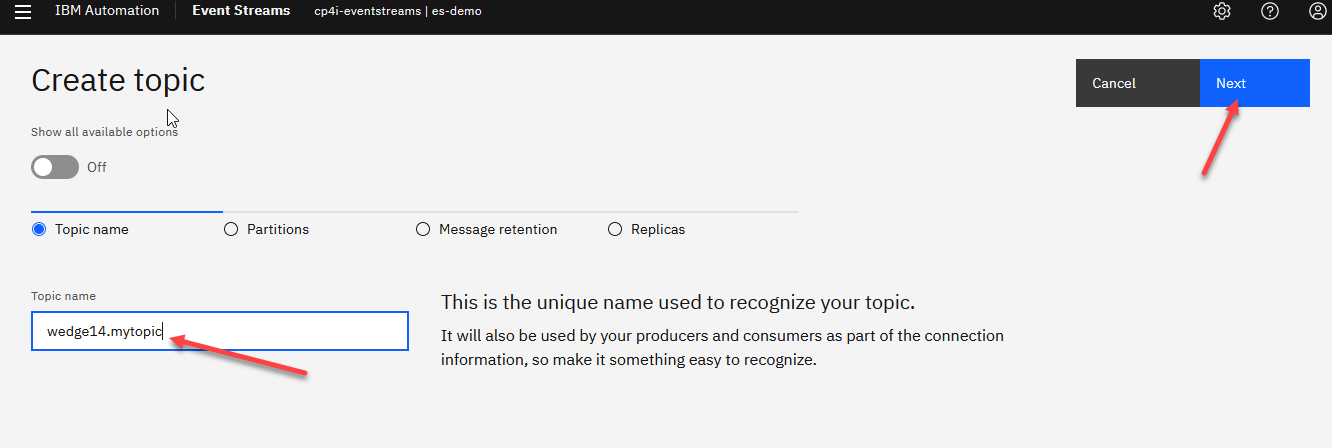 IBM Automation Event Streams cp4i-eventstreams | es-demo
Create topic
Cancel Next
Show all available options
Off
Topic name Partitions Message retention Replicas
Topic name
wedge14.mytopic
This is the unique name used to recognize your topic.
It will also be used by your producers and consumers as part of the connection
information, so make it something easy to recognize.